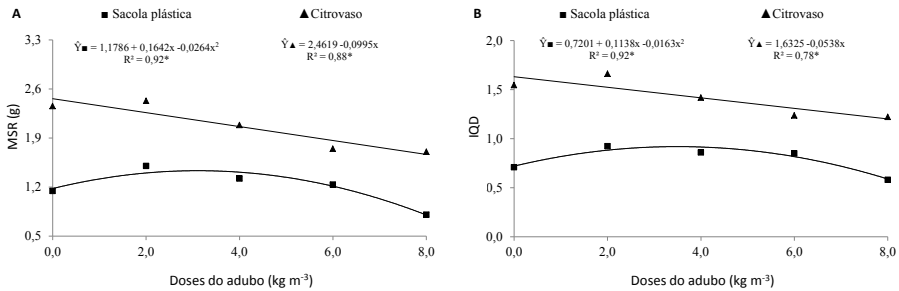 A
■ Sacola plástica
▲ Citrovaso
Ŷ■ = 1,1786 + 0,1642x -0,0264x²
R² = 0,92*
Ŷ▲ = 2,4619 -0,0995x
R² = 0,88*
3,3
2,6
1,9
1,2
0,5
MSR (g)
0,0 2,0 4,0 6,0 8,0
Doses do adubo (kg m⁻³)
B
■ Sacola plástica
▲ Citrovaso
Ŷ■ = 0,7201 + 0,1138x -0,0163x²
R² = 0,92*
Ŷ▲ = 1,6325 -0,0538x
R² = 0,78*
2,0
1,5
1,0
0,5
0,0
IQD
0,0 2,0 4,0 6,0 8,0
Doses do adubo (kg m⁻³)